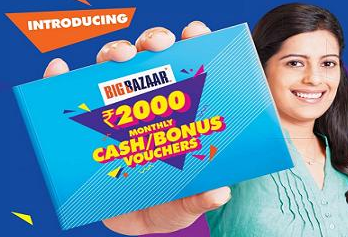 INTRODUCING
BIG BAZAAR
₹2000
MONTHLY
CASH/BONUS
VOUCHERS